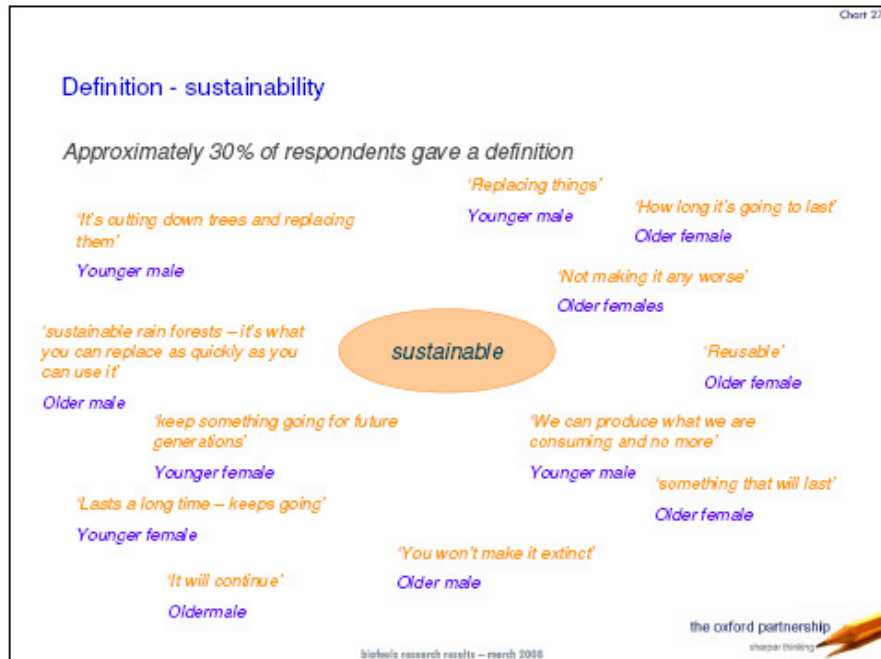 Chart 27
Definition - sustainability
Approximately 30% of respondents gave a definition
'Replacing things'
Younger male
'How long it's going to last'
Older female
'It's cutting down trees and replacing
them'
Younger male
'Not making it any worse'
Older females
'sustainable rain forests – it's what
you can replace as quickly as you
can use it'
Older male
sustainable
'Reusable'
Older female
'keep something going for future
generations'
Younger female
'We can produce what we are
consuming and no more'
Younger male
'something that will last'
Older female
'Lasts a long time – keeps going'
Younger female
'You won't make it extinct'
Older male
'It will continue'
Oldermale
the oxford partnership
sharper thinking
biofuels research results – march 2008